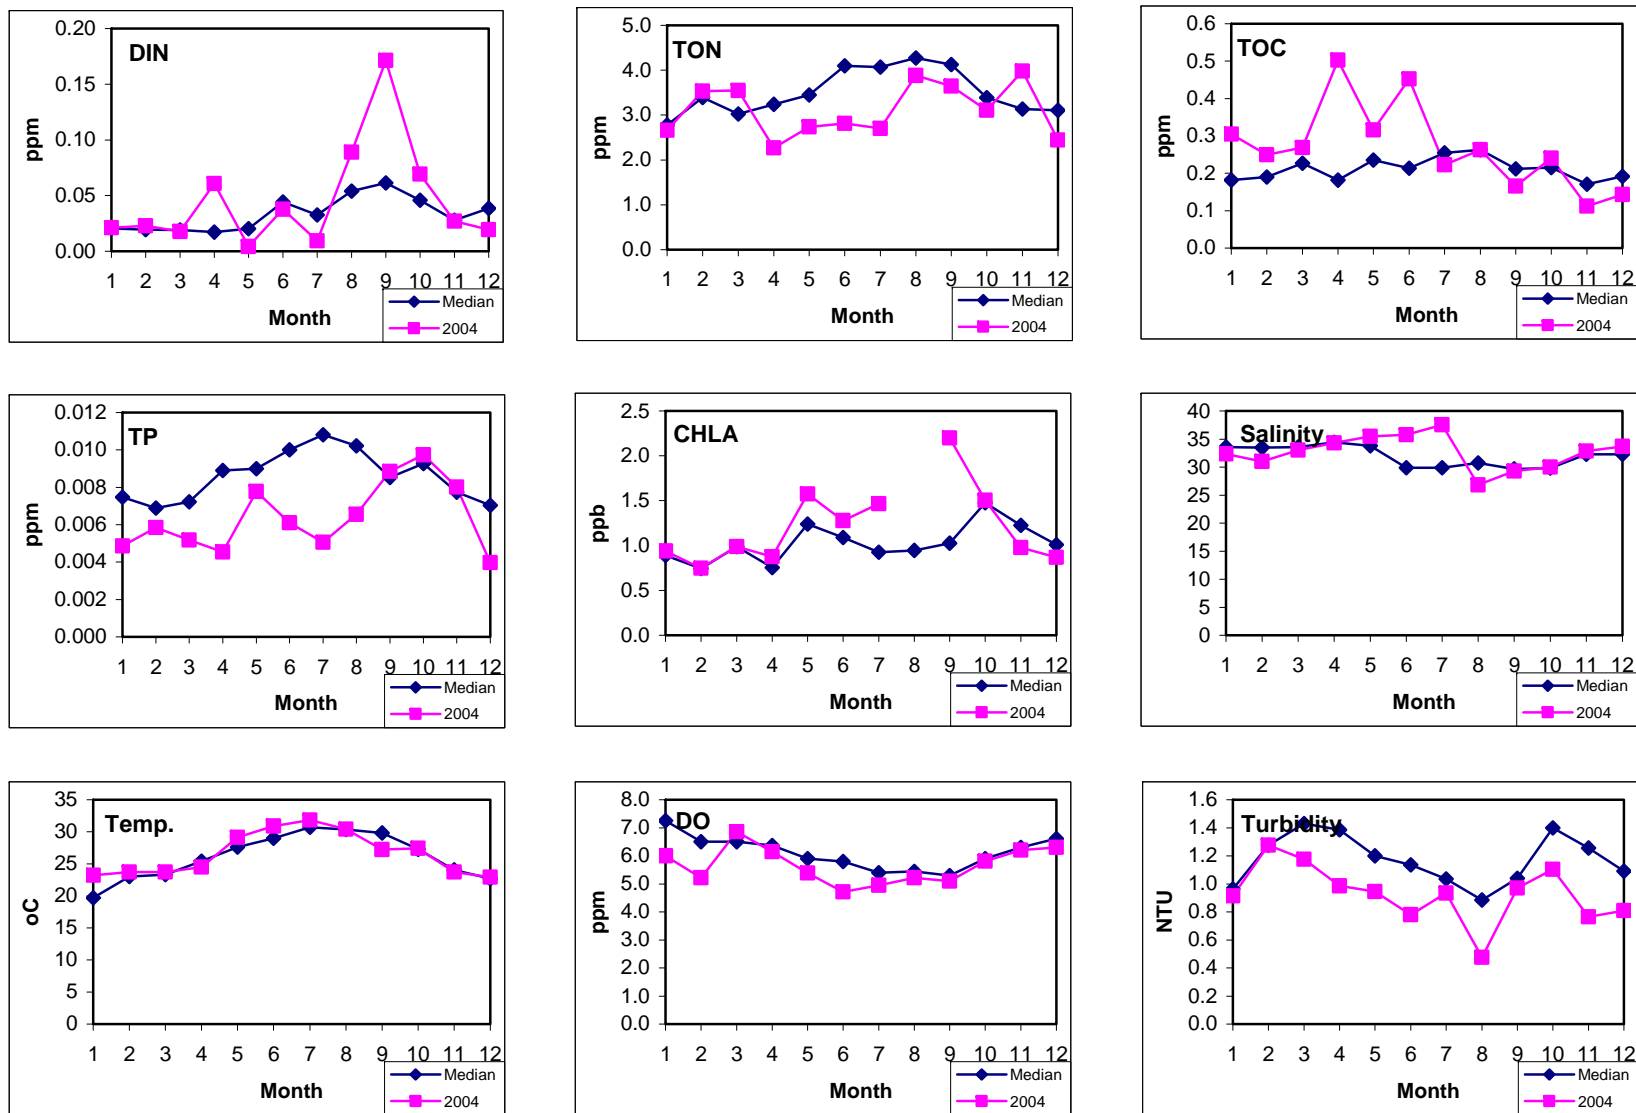 DIN
0.20
0.15
0.10
0.05
0.00
ppm
1 2 3 4 5 6 7 8 9 10 11 12
Month
Median
2004
TON
5.0
4.0
3.0
2.0
1.0
0.0
ppm
1 2 3 4 5 6 7 8 9 10 11 12
Month
Median
2004
TOC
0.6
0.5
0.4
0.3
0.2
0.1
0.0
ppm
1 2 3 4 5 6 7 8 9 10 11 12
Month
Median
2004
TP
0.012
0.010
0.008
0.006
0.004
0.002
0.000
ppm
1 2 3 4 5 6 7 8 9 10 11 12
Month
Median
2004
CHLA
2.5
2.0
1.5
1.0
0.5
0.0
ppb
1 2 3 4 5 6 7 8 9 10 11 12
Month
Median
2004
Salinity
40
35
30
25
20
15
10
5
0
1 2 3 4 5 6 7 8 9 10 11 12
Month
Median
2004
Temp.
35
30
25
20
15
10
5
0
oC
1 2 3 4 5 6 7 8 9 10 11 12
Month
Median
2004
DO
8.0
7.0
6.0
5.0
4.0
3.0
2.0
1.0
0.0
ppm
1 2 3 4 5 6 7 8 9 10 11 12
Month
Median
2004
Turbidity
1.6
1.4
1.2
1.0
0.8
0.6
0.4
0.2
0.0
NTU
1 2 3 4 5 6 7 8 9 10 11 12
Month
Median
2004